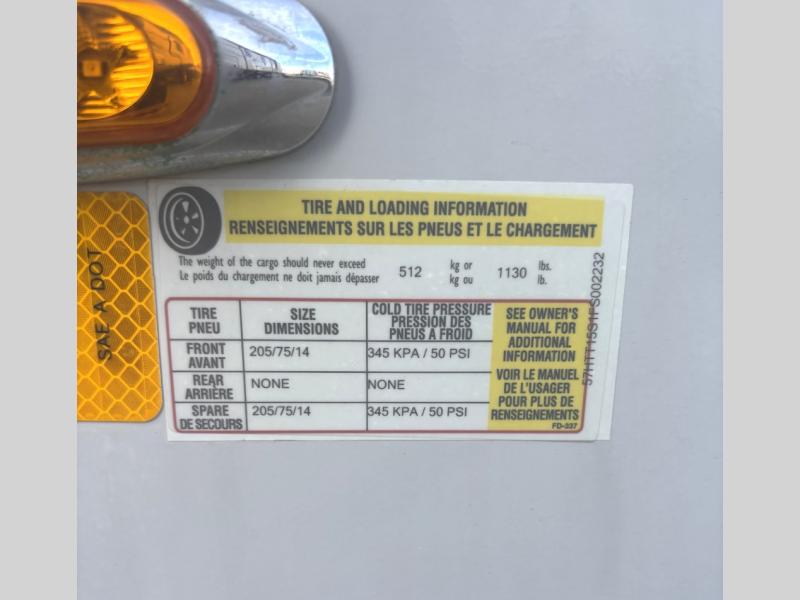 SAE A DOT
TIRE AND LOADING INFORMATION
RENSEIGNEMENTS SUR LES PNEUS ET LE CHARGEMENT
The weight of the cargo should never exceed
Le poids du chargement ne doit jamais dépasser
512 kg or 1130 lbs.
kg ou lb.
TIRE
PNEU
SIZE
DIMENSIONS
COLD TIRE PRESSURE
PRESSION DES
PNEUS A FROID
FRONT
AVANT
205/75/14
345 KPA / 50 PSI
REAR
ARRIÈRE
NONE
NONE
SPARE
DE SECOURS
205/75/14
345 KPA / 50 PSI
SEE OWNER'S
MANUAL FOR
ADDITIONAL
INFORMATION
VOIR LE MANUEL
DE L'USAGER
POUR PLUS DE
RENSEIGNEMENTS
FD-337
57HTT15S1FS002232